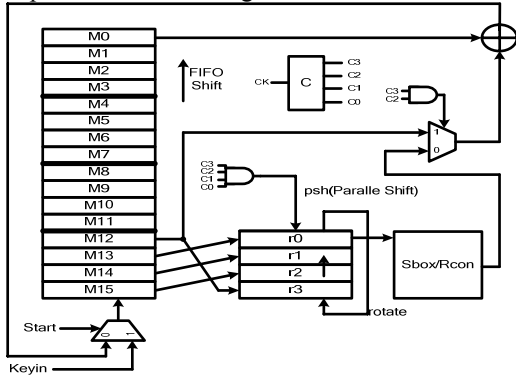 M0
M1
M2
M3
M4
M5
M6
M7
M8
M9
M10
M11
M12
M13
M14
M15
FIFO
Shift
CK
C
C3
C2
C1
C0
C3
C2
1
0
C3
C2
C1
C0
psh(Paralle Shift)
r0
r1
r2
r3
rotate
Sbox/Rcon
Start
0
1
Keyin